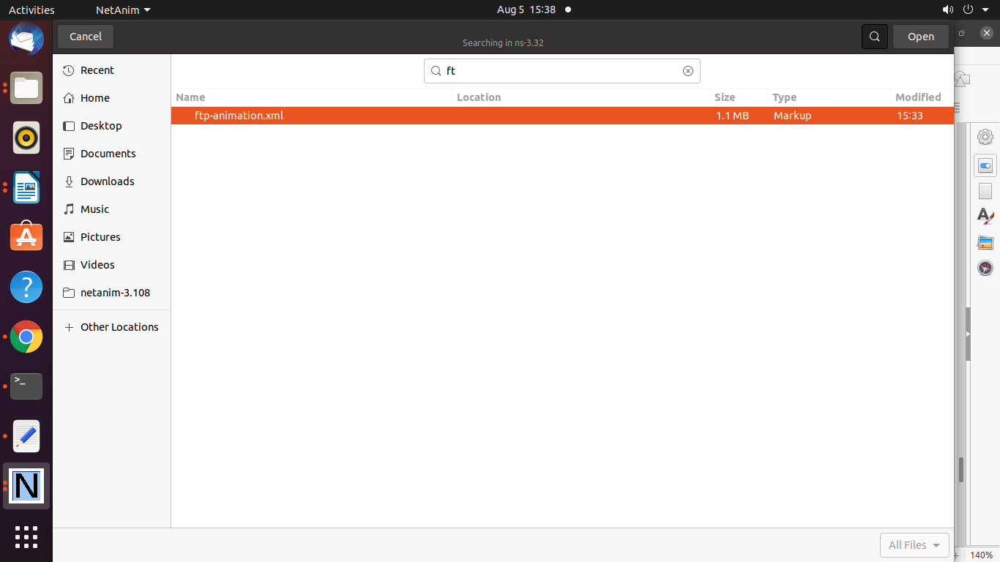 Activities NetAnim Aug 5 15:38
Cancel Searching in ns-3.32 Open
ft
Recent
Home
Desktop
Documents
Downloads
Music
Pictures
Videos
netanim-3.108
Other Locations
Name Location Size Type Modified
ftp-animation.xml 1.1 MB Markup 15:33
All Files
140%